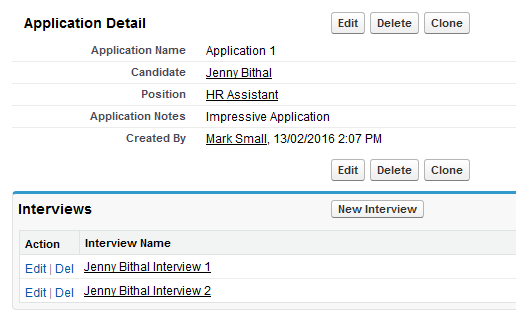 Application Detail Edit Delete Clone
Application Name Application 1
Candidate Jenny Bithal
Position HR Assistant
Application Notes Impressive Application
Created By Mark Small, 13/02/2016 2:07 PM
Edit Delete Clone
Interviews New Interview
Action Interview Name
Edit | Del Jenny Bithal Interview 1
Edit | Del Jenny Bithal Interview 2